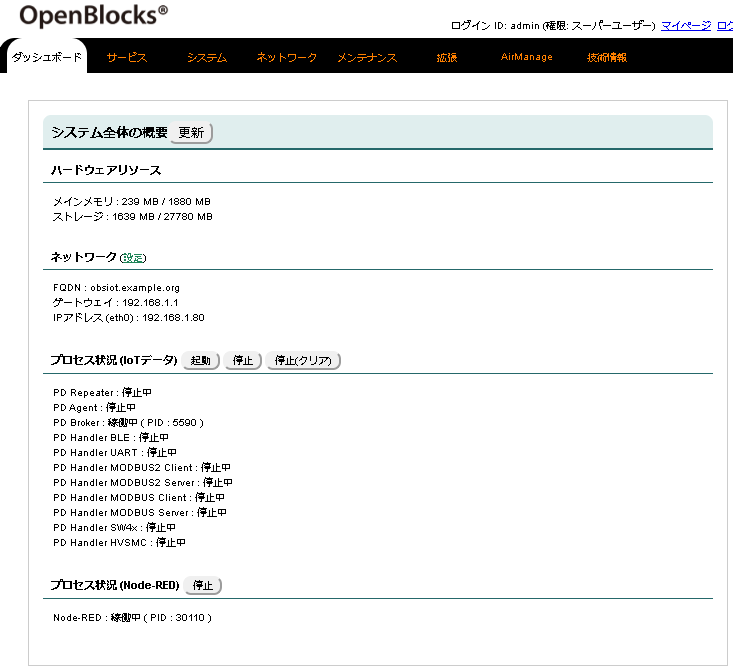 OpenBlocks®
ログイン ID: admin (権限: スーパーユーザー) マイページ
ダッシュボード サービス システム ネットワーク メンテナンス 拡張 AirManage 技術情報
システム全体の概要 更新
ハードウェアリソース
メインメモリ : 239 MB / 1880 MB
ストレージ : 1639 MB / 27780 MB
ネットワーク (設定)
FQDN : obsiot.example.org
ゲートウェイ : 192.168.1.1
IPアドレス (eth0) : 192.168.1.80
プロセス状況 (IoTデータ) 起動 停止 停止(クリア)
PD Repeater : 停止中
PD Agent : 停止中
PD Broker : 稼働中 ( PID : 5590 )
PD Handler BLE : 停止中
PD Handler UART : 停止中
PD Handler MODBUS2 Client : 停止中
PD Handler MODBUS2 Server : 停止中
PD Handler MODBUS Client : 停止中
PD Handler MODBUS Server : 停止中
PD Handler SW4x : 停止中
PD Handler HVSMC : 停止中
プロセス状況 (Node-RED) 停止
Node-RED : 稼働中 ( PID : 30110 )